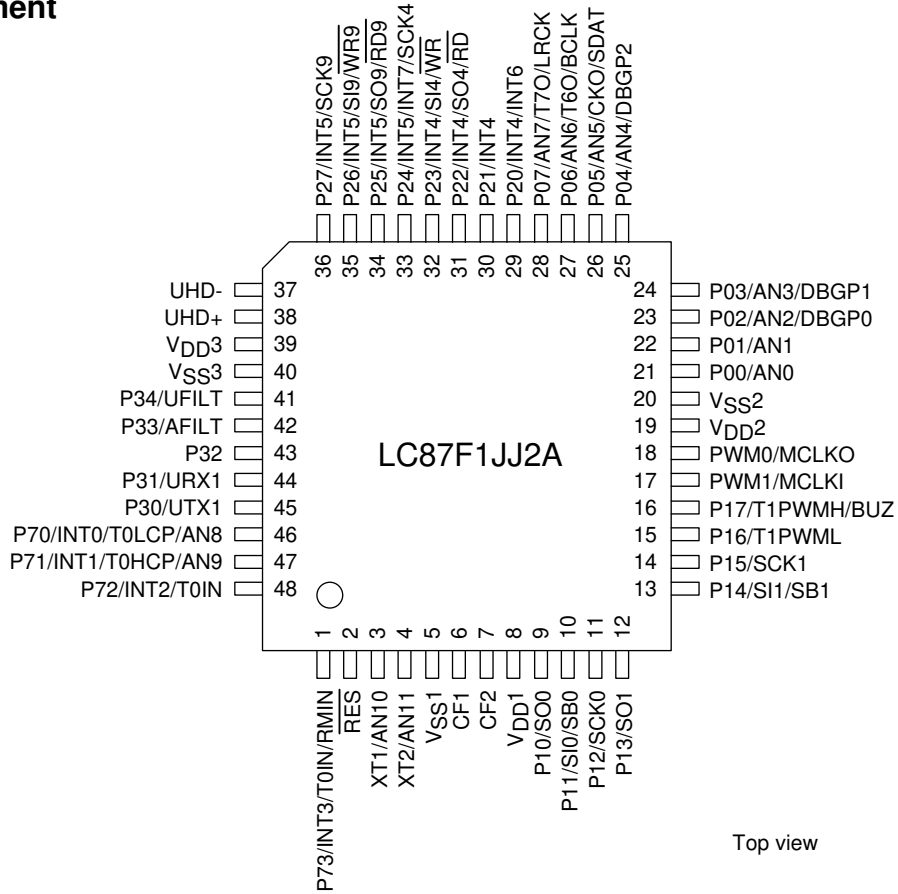 nent
P27/INT5/SCK9
P26/INT5/SI9/WR9
P25/INT5/SO9/RD9
P24/INT5/INT7/SCK4
P23/INT4/SI4/WR
P22/INT4/SO4/RD
P21/INT4
P20/INT4/INT6
P07/AN7/T7O/LRCK
P06/AN6/T6O/BCLK
P05/AN5/CKO/SDAT
P04/AN4/DBGP2
36
35
34
33
32
31
30
29
28
27
26
25
UHD- 37
UHD+ 38
VDD3 39
VSS3 40
P34/UFILT 41
P33/AFILT 42
P32 43
P31/URX1 44
P30/UTX1 45
P70/INT0/T0LCP/AN8 46
P71/INT1/T0HCP/AN9 47
P72/INT2/T0IN 48
LC87F1JJ2A
24 P03/AN3/DBGP1
23 P02/AN2/DBGP0
22 P01/AN1
21 P00/AN0
20 VSS2
19 VDD2
18 PWM0/MCLKO
17 PWM1/MCLKI
16 P17/T1PWMH/BUZ
15 P16/T1PWML
14 P15/SCK1
13 P14/SI1/SB1
1
2
3
4
5
6
7
8
9
10
11
12
P73/INT3/T0IN/RMIN
RES
XT1/AN10
XT2/AN11
VSS1
CF1
CF2
VDD1
P10/SO0
P11/SI0/SB0
P12/SCK0
P13/SO1
Top view